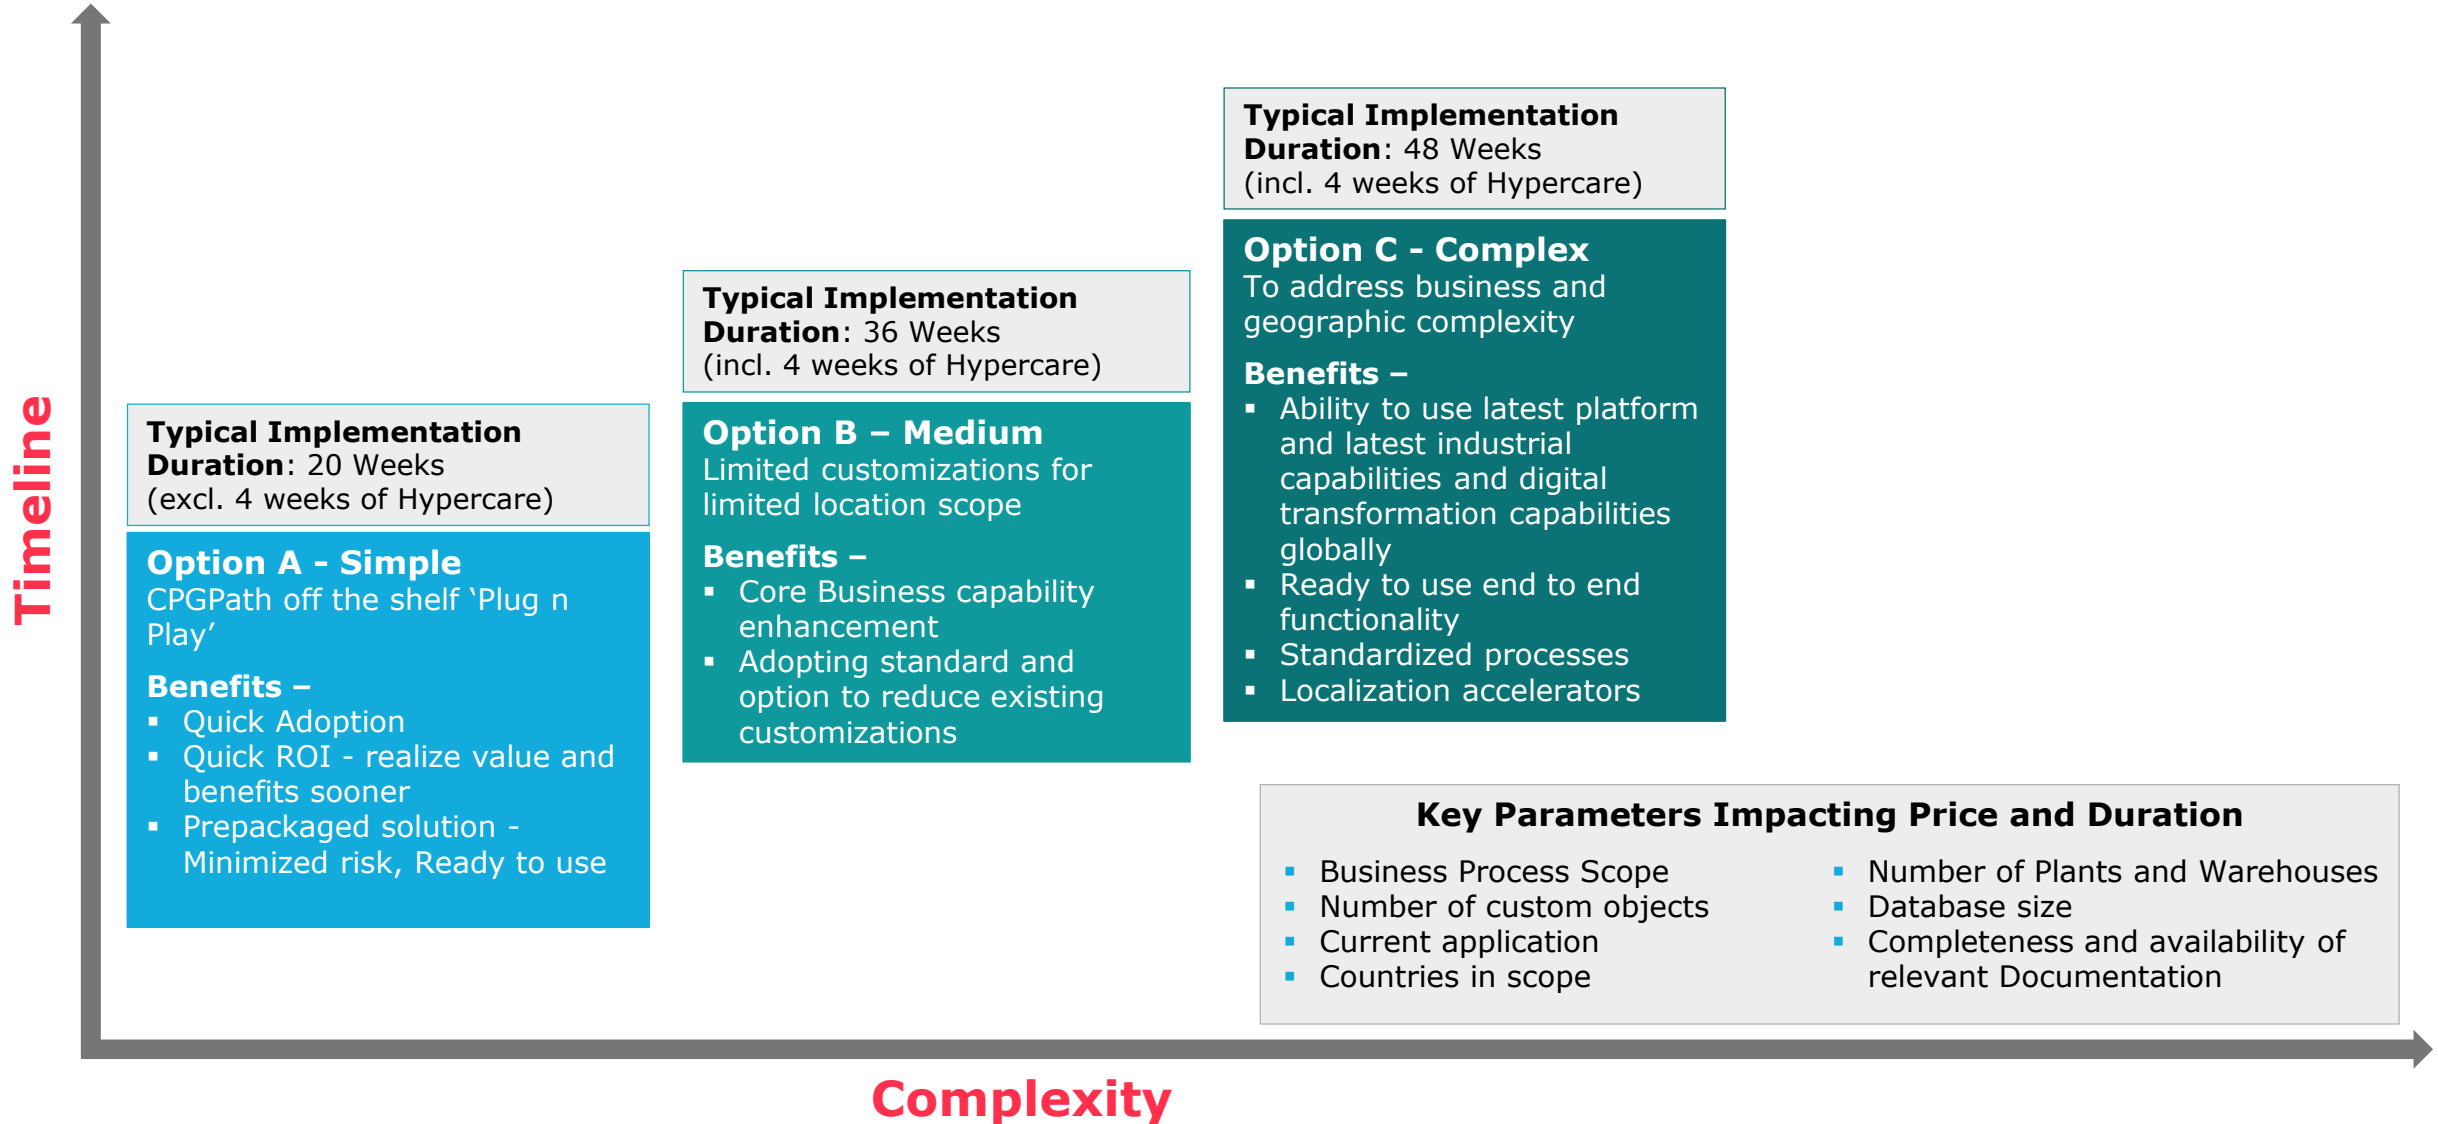 Timeline
Typical Implementation
Duration: 20 Weeks
(excl. 4 weeks of Hypercare)
Option A - Simple
CPGPath off the shelf ‘Plug n
Play’
Benefits –
▪ Quick Adoption
▪ Quick ROI - realize value and
benefits sooner
▪ Prepackaged solution -
Minimized risk, Ready to use
Typical Implementation
Duration: 36 Weeks
(incl. 4 weeks of Hypercare)
Option B – Medium
Limited customizations for
limited location scope
Benefits –
▪ Core Business capability
enhancement
▪ Adopting standard and
option to reduce existing
customizations
Typical Implementation
Duration: 48 Weeks
(incl. 4 weeks of Hypercare)
Option C - Complex
To address business and
geographic complexity
Benefits –
▪ Ability to use latest platform
and latest industrial
capabilities and digital
transformation capabilities
globally
▪ Ready to use end to end
functionality
▪ Standardized processes
▪ Localization accelerators
Key Parameters Impacting Price and Duration
▪ Business Process Scope
▪ Number of custom objects
▪ Current application
▪ Countries in scope
▪ Number of Plants and Warehouses
▪ Database size
▪ Completeness and availability of
relevant Documentation
Complexity